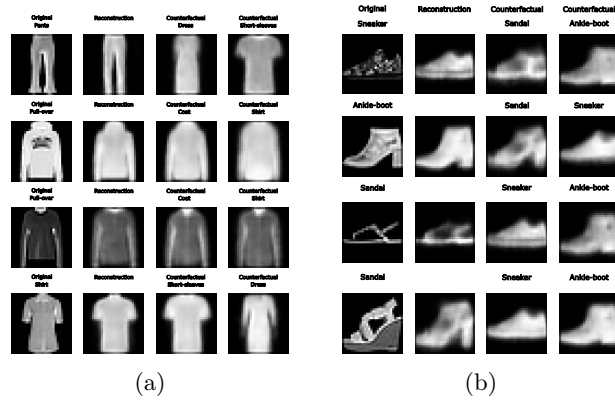 Original Reconstruction Counterfactual Counterfactual
Pants Dress Short-sleeves
Original Reconstruction Counterfactual Counterfactual
Pull-over Coat Shirt
Original Reconstruction Counterfactual Counterfactual
Pull-over Coat Shirt
Original Reconstruction Counterfactual Counterfactual
Shirt Short-sleeves Dress
(a)
Original Reconstruction Counterfactual Counterfactual
Sneaker Sandal Ankle-boot
Ankle-boot Sandal Sneaker
Sandal Sneaker Ankle-boot
Sandal Sneaker Ankle-boot
(b)